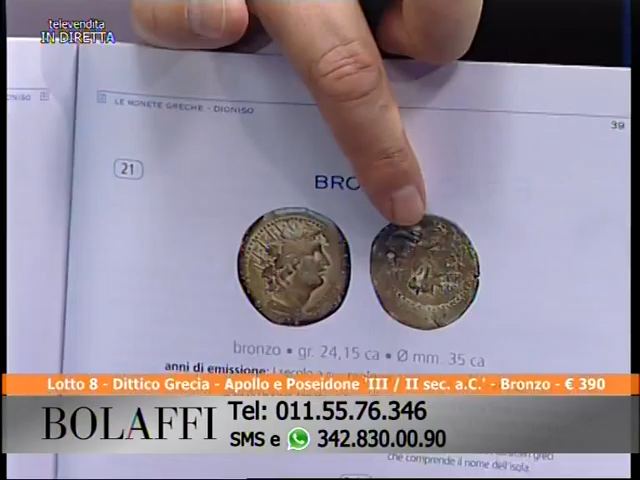 televendita
IN DIRETTA
LE MONETE GRECHE - DIONISO
39
21
BRO
bronzo • gr. 24,15 ca • Ø mm. 35 ca
anni di emissione: I secolo a
Lotto 8 - Dittico Grecia - Apollo e Poseidone 'III / II sec. a.C.' - Bronzo - € 390
BOLAFFI
Tel: 011.55.76.346
SMS e 342.830.00.90
che comprende il nome dell'isola